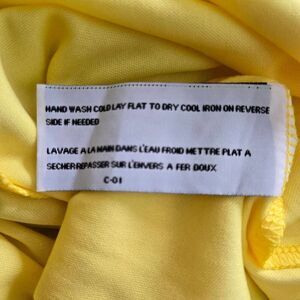 HAND WASH COLD LAY FLAT TO DRY COOL IRON ON REVERSE
SIDE IF NEEDED
LAVAGE A LA MAIN DANS L'EAU FROID METTRE PLAT A
SECHERREPASSER SUR L'ENVERS A FER DOUX
C-01